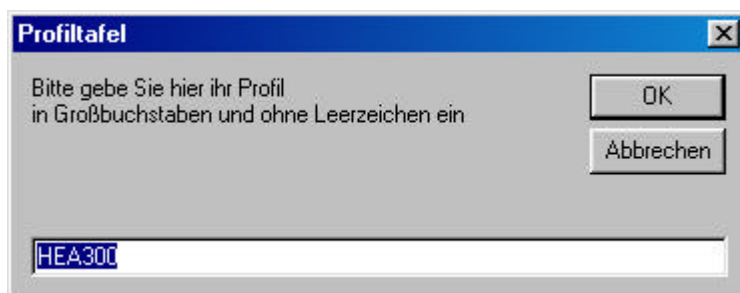 Profiltafel
Bitte gebe Sie hier ihr Profil
in Großbuchstaben und ohne Leerzeichen ein
OK
Abbrechen
HEA300